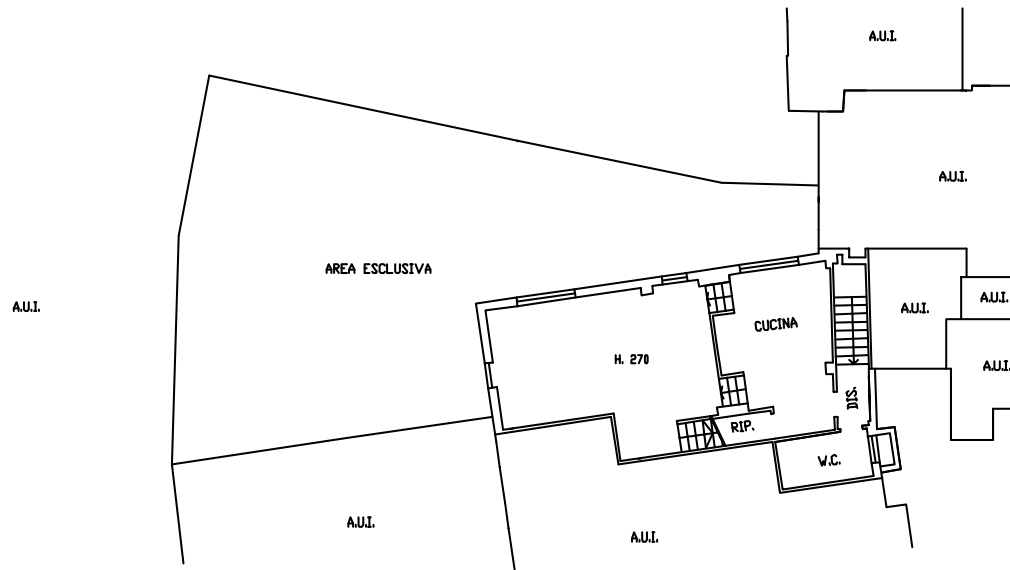 A.U.I.
A.U.I.
AREA ESCLUSIVA
A.U.I.
A.U.I.
A.U.I.
CUCINA
H. 270
A.U.I.
DIS.
RIP.
W.C.
A.U.I.
A.U.I.